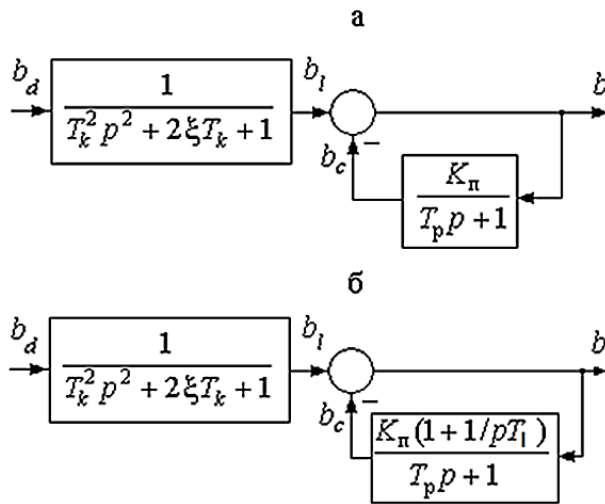 а
b_d
1
T_k^2 p^2 + 2ξT_k + 1
b_l
b
b_c
−
K_п
T_р p + 1
б
b_d
1
T_k^2 p^2 + 2ξT_k + 1
b_l
b
b_c
−
K_п (1 + 1/pT_l)
T_р p + 1